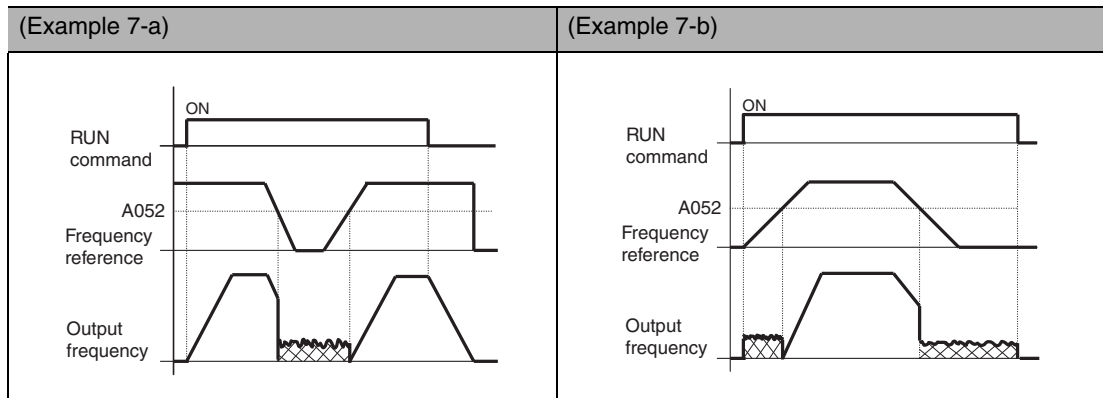 (Example 7-a)
(Example 7-b)
ON
RUN
command
A052
Frequency
reference
Output
frequency
ON
RUN
command
A052
Frequency
reference
Output
frequency